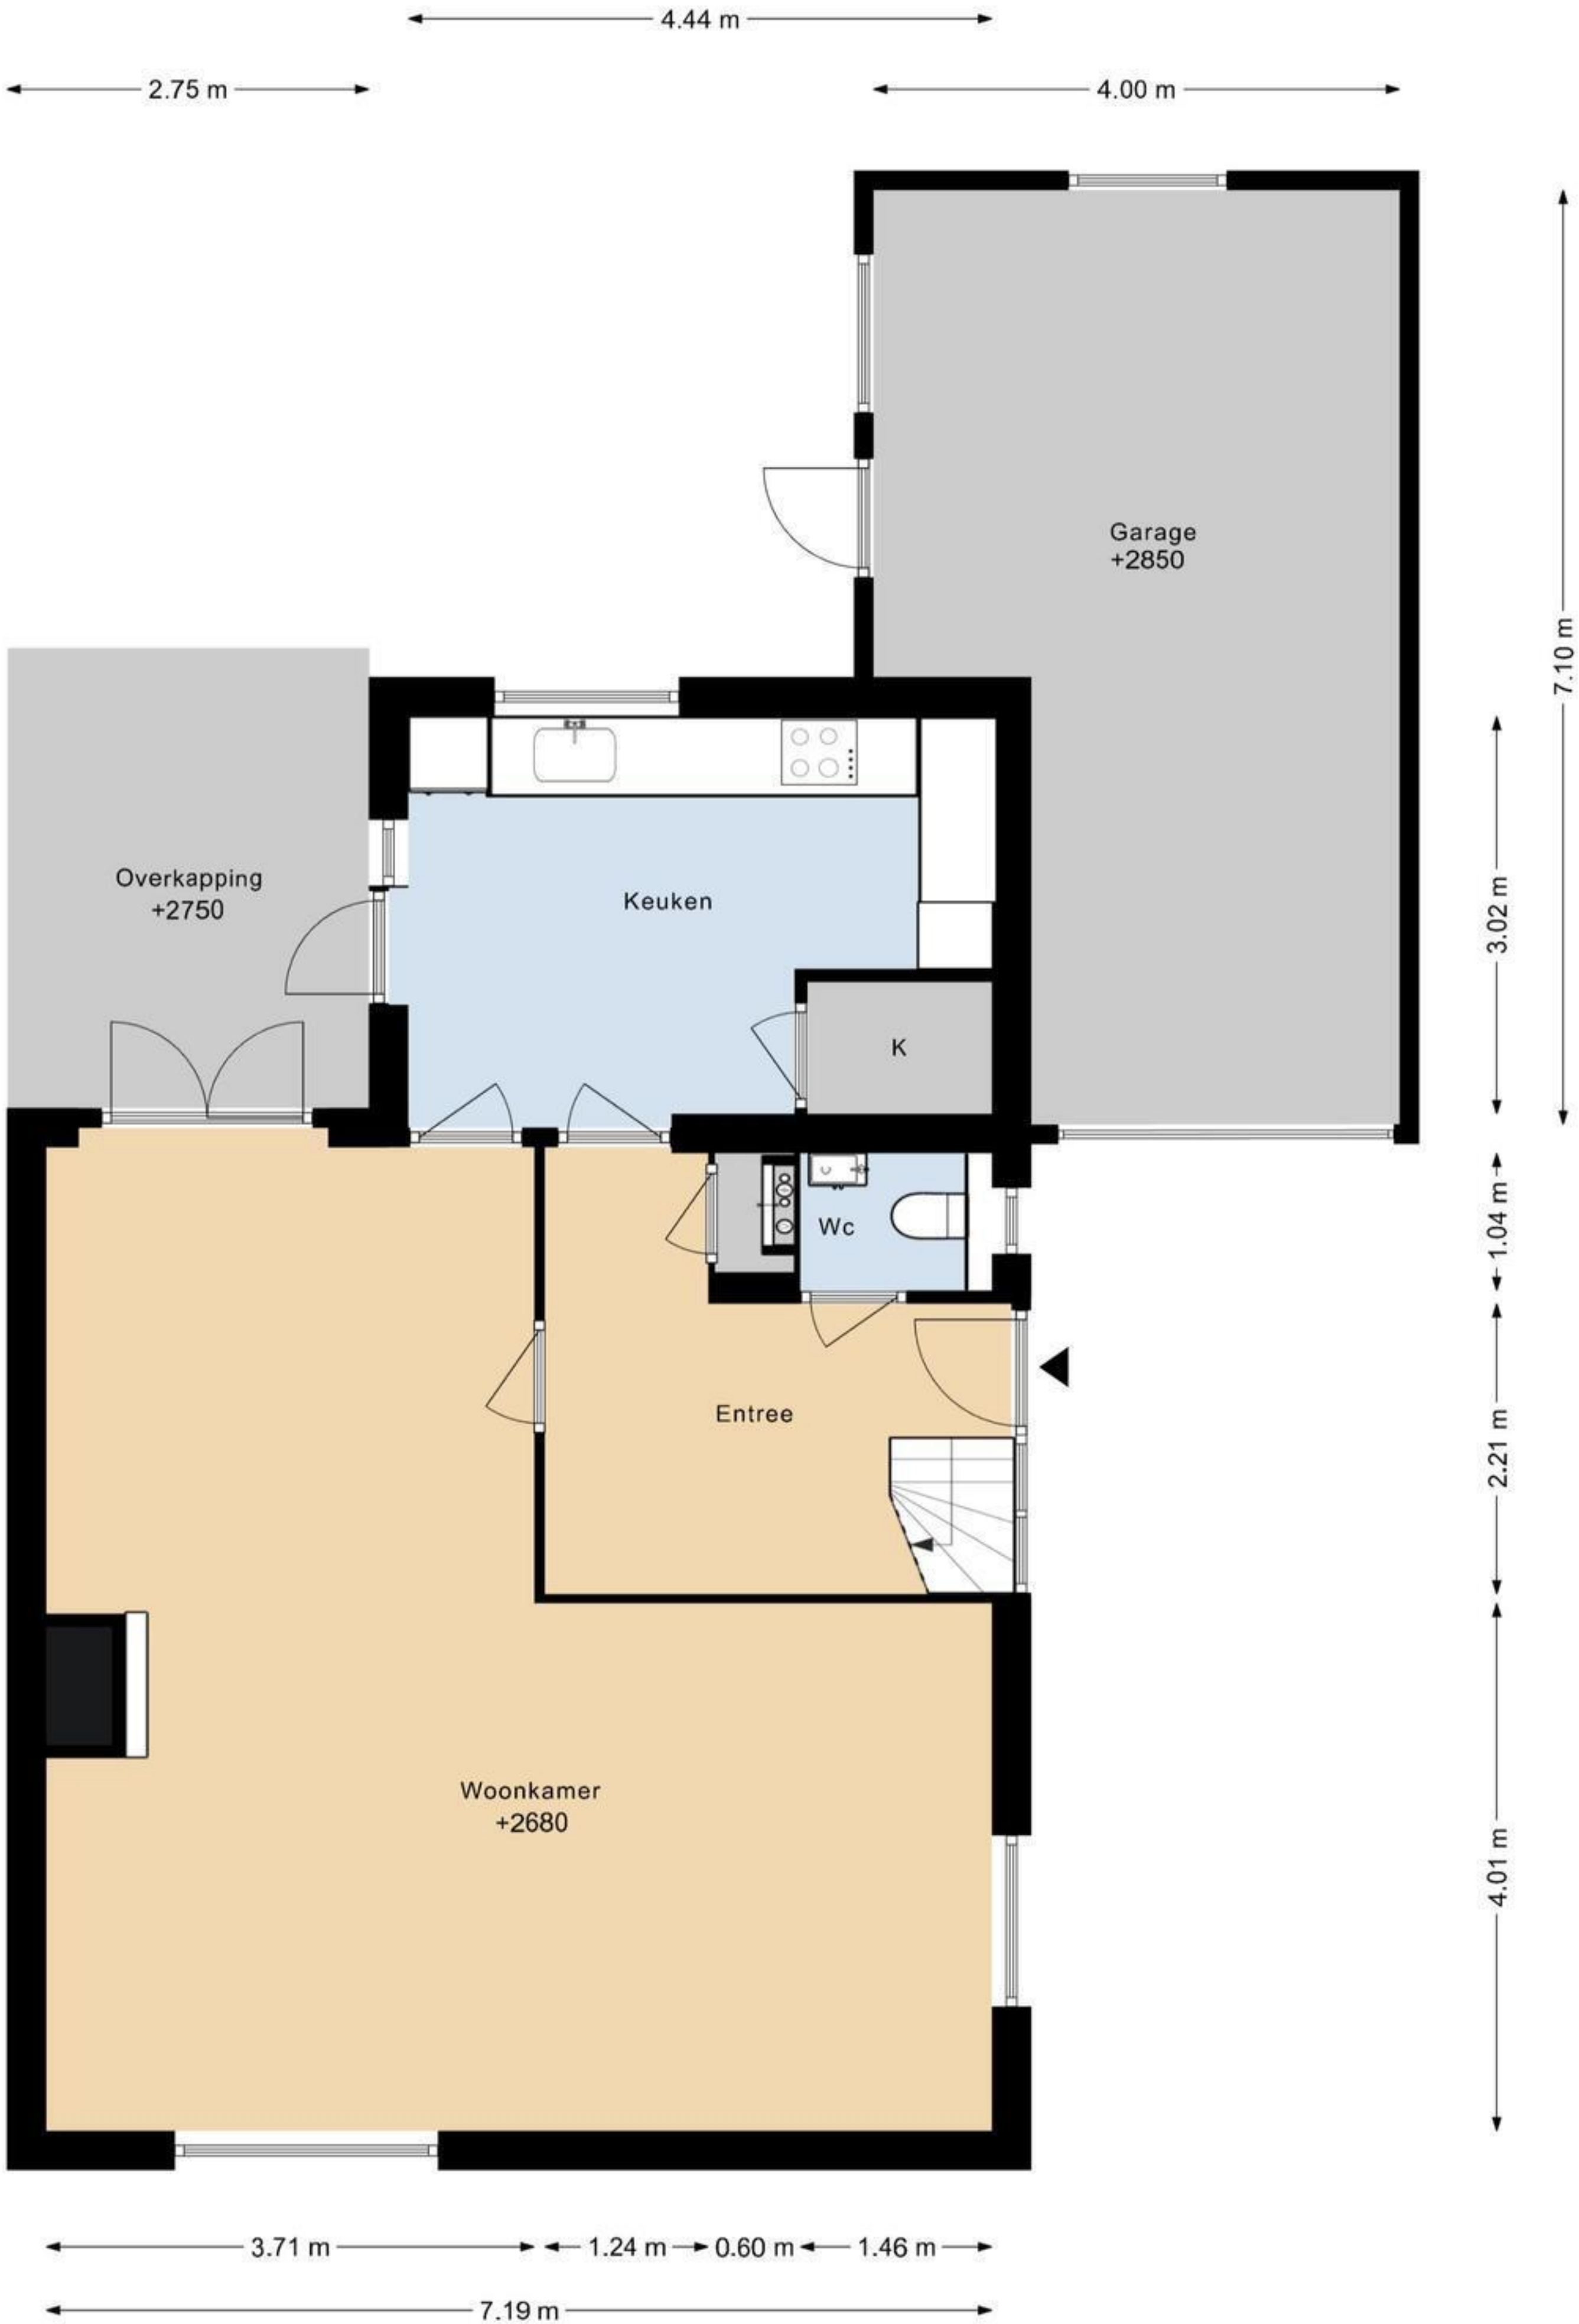 4.44 m
2.75 m
4.00 m
Garage
+2850
7.10 m
Overkapping
+2750
Keuken
3.02 m
K
Wc
1.04 m
Entree
2.21 m
Woonkamer
+2680
4.01 m
3.71 m
1.24 m
0.60 m
1.46 m
7.19 m